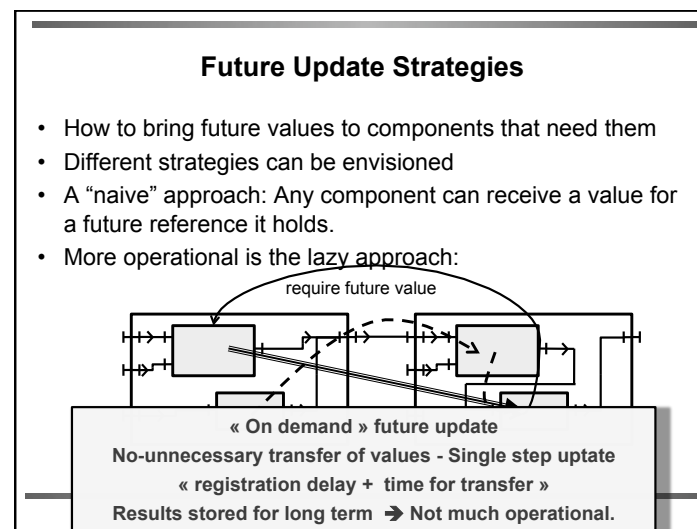 Future Update Strategies
• How to bring future values to components that need them
• Different strategies can be envisioned
• A “naive” approach: Any component can receive a value for
a future reference it holds.
• More operational is the lazy approach:
require future value
« On demand » future update
No-unnecessary transfer of values - Single step uptate
« registration delay + time for transfer »
Results stored for long term ➔ Not much operational.